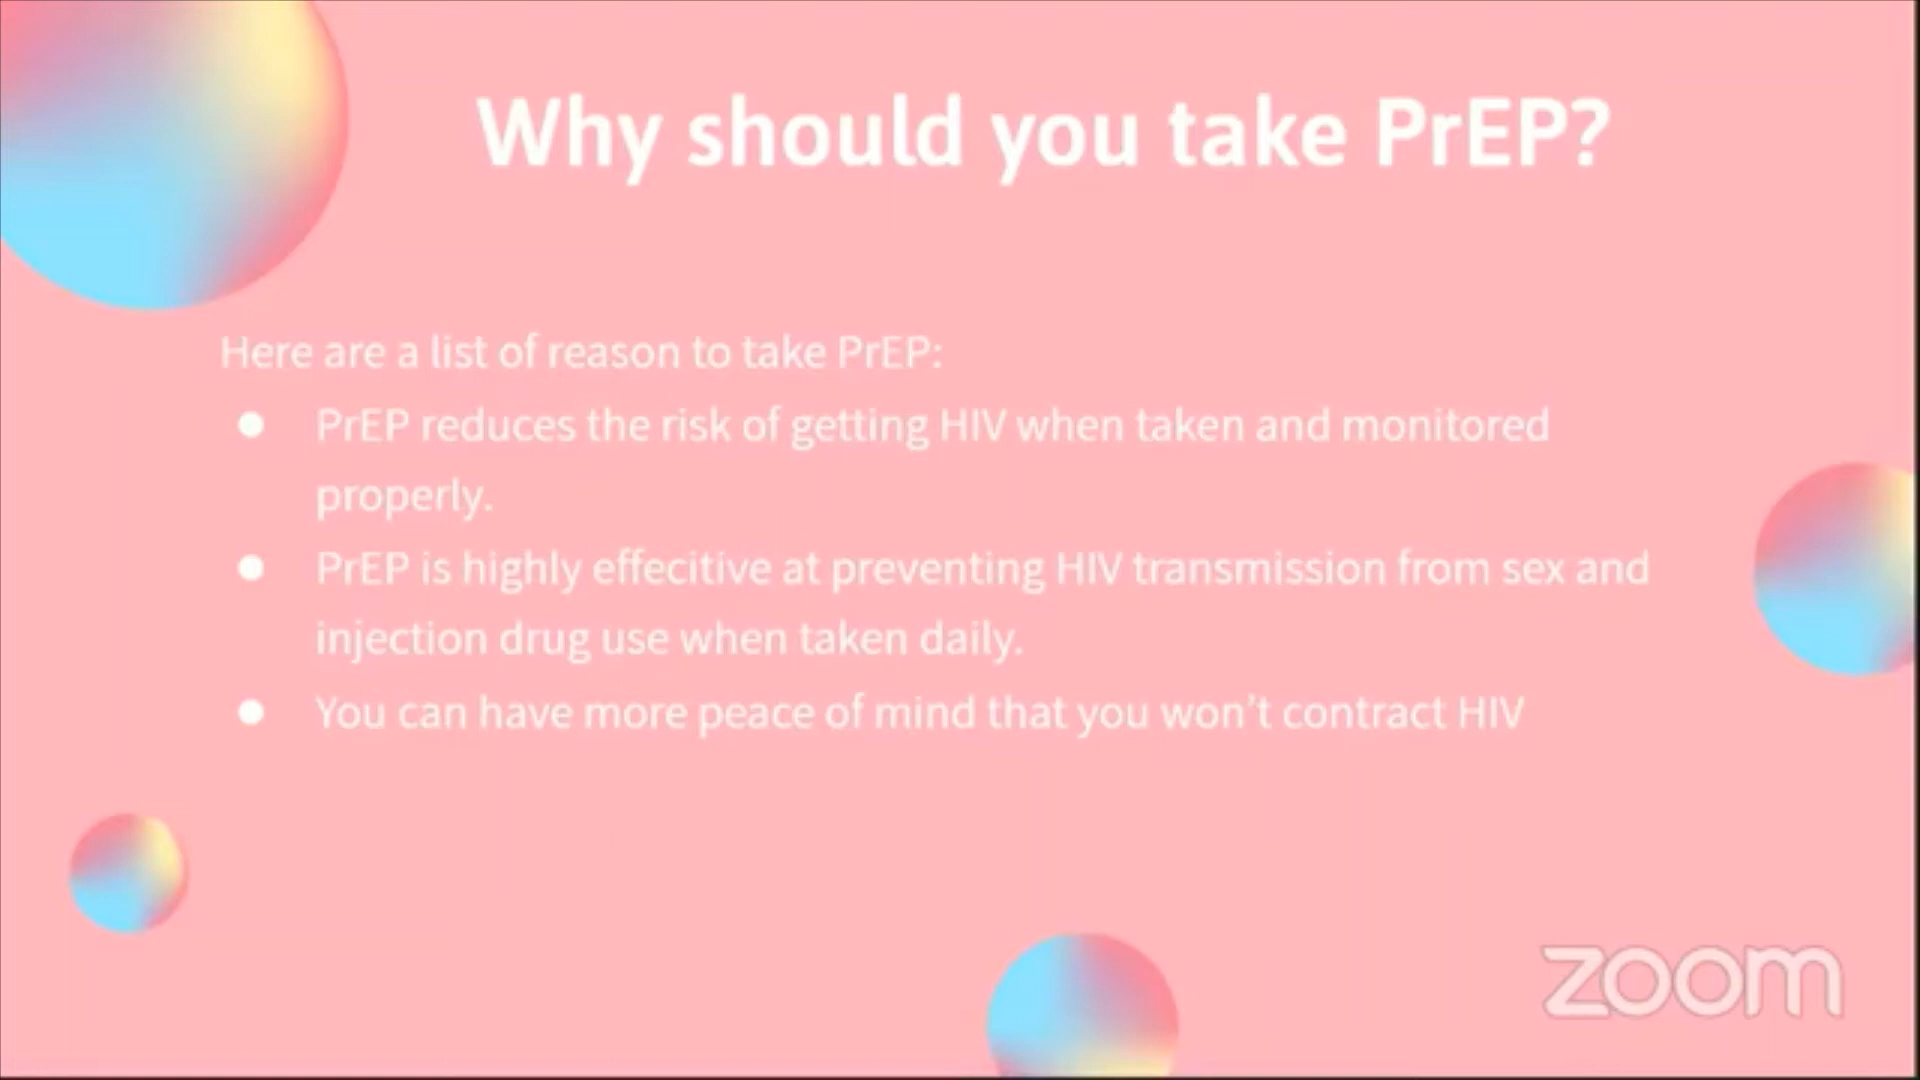 Why should you take PrEP?
Here are a list of reason to take PrEP:
● PrEP reduces the risk of getting HIV when taken and monitored
properly.
● PrEP is highly effecitive at preventing HIV transmission from sex and
injection drug use when taken daily.
● You can have more peace of mind that you won't contract HIV
zoom